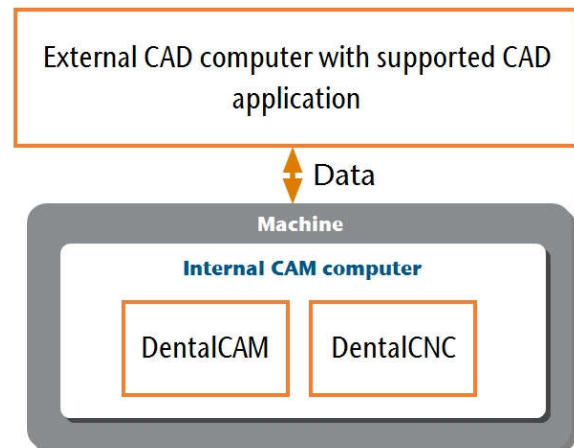 External CAD computer with supported CAD
application
Data
Machine
Internal CAM computer
DentalCAM
DentalCNC